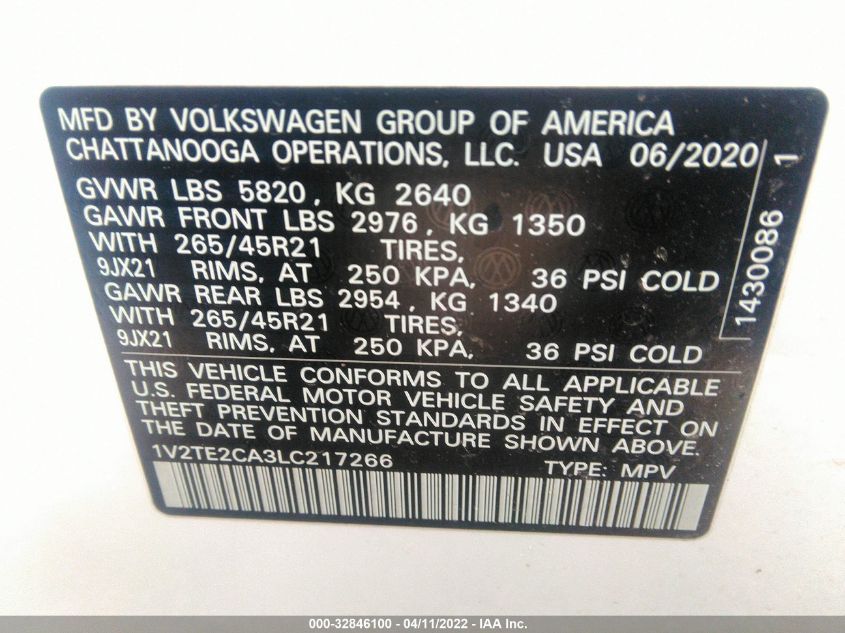 MFD BY VOLKSWAGEN GROUP OF AMERICA
CHATTANOOGA OPERATIONS, LLC. USA 06/2020
GVWR LBS 5820, KG 2640
GAWR FRONT LBS 2976, KG 1350
WITH 265/45R21 TIRES,
9JX21 RIMS, AT 250 KPA, 36 PSI COLD
GAWR REAR LBS 2954, KG 1340
WITH 265/45R21 TIRES,
9JX21 RIMS, AT 250 KPA, 36 PSI COLD
THIS VEHICLE CONFORMS TO ALL APPLICABLE
U.S. FEDERAL MOTOR VEHICLE SAFETY AND
THEFT PREVENTION STANDARDS IN EFFECT ON
THE DATE OF MANUFACTURE SHOWN ABOVE.
1V2TE2CA3LC217266 TYPE: MPV
1430086 1
000-32846100 - 04/11/2022 - IAA Inc.